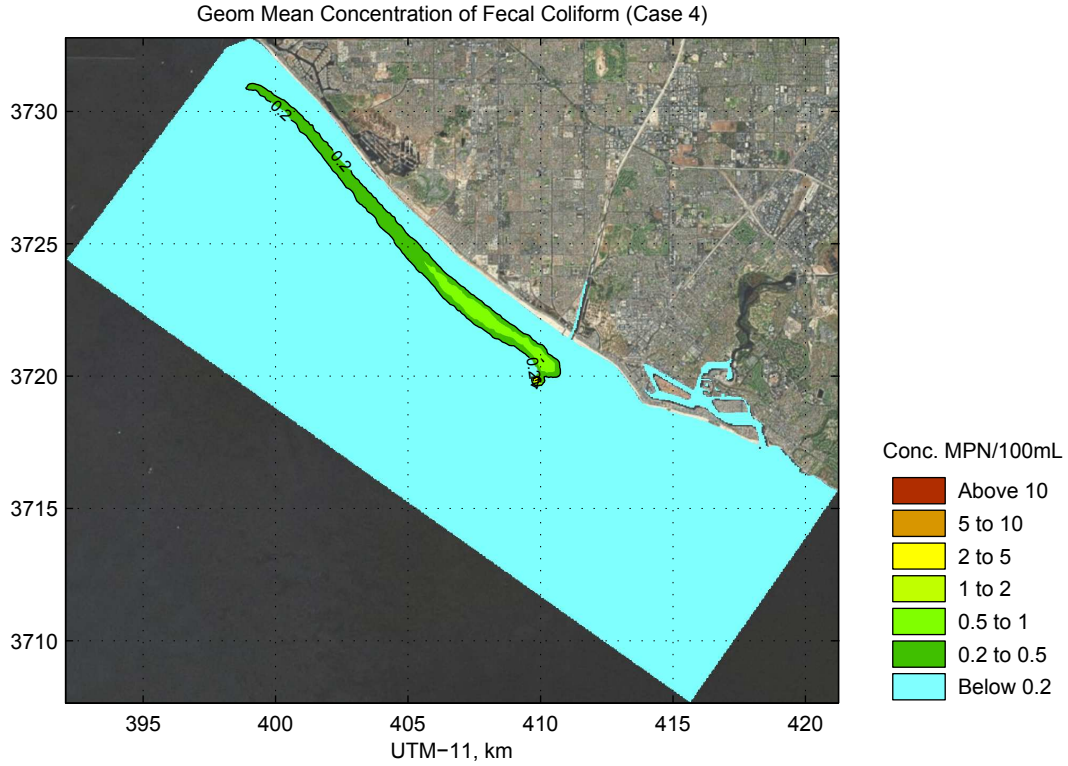 Geom Mean Concentration of Fecal Coliform (Case 4)
3730
3725
3720
3715
3710
0.2
0.2
0.2
395
400
405
410
415
420
UTM−11, km
Conc. MPN/100mL
Above 10
5 to 10
2 to 5
1 to 2
0.5 to 1
0.2 to 0.5
Below 0.2